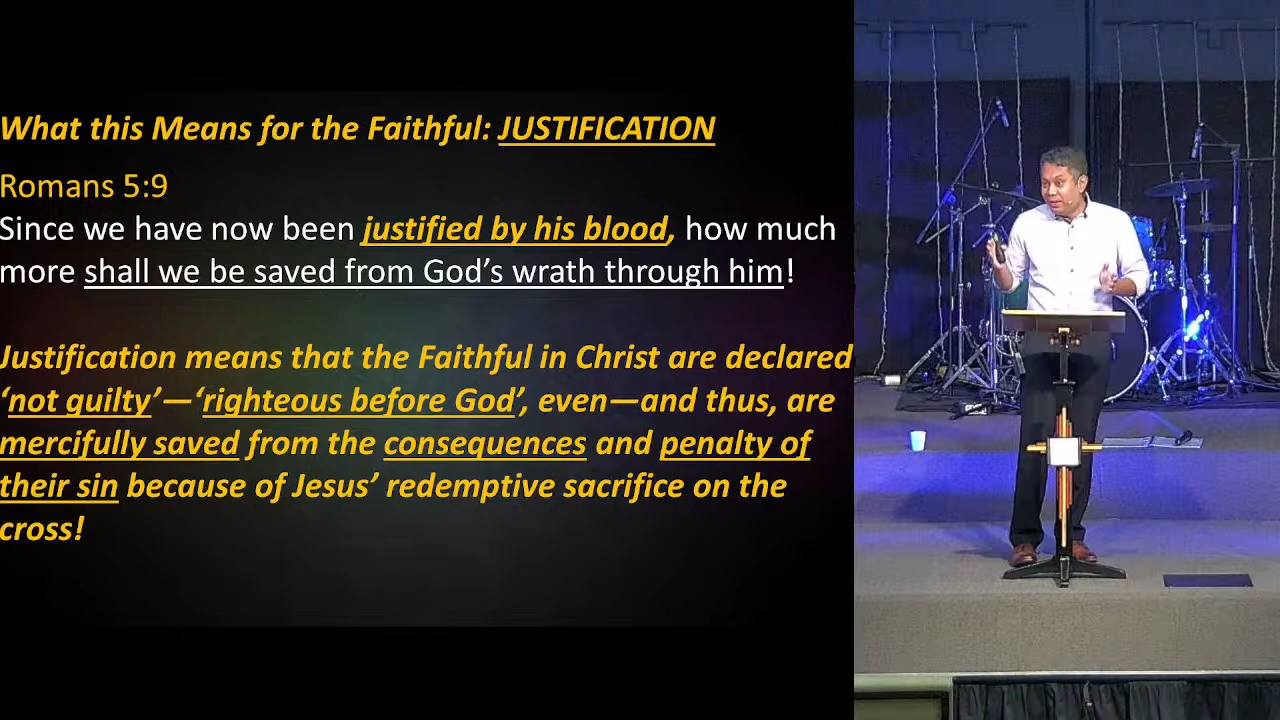 What this Means for the Faithful: JUSTIFICATION
Romans 5:9
Since we have now been justified by his blood, how much
more shall we be saved from God’s wrath through him!
Justification means that the Faithful in Christ are declared
‘not guilty’—‘righteous before God’, even—and thus, are
mercifully saved from the consequences and penalty of
their sin because of Jesus’ redemptive sacrifice on the
cross!